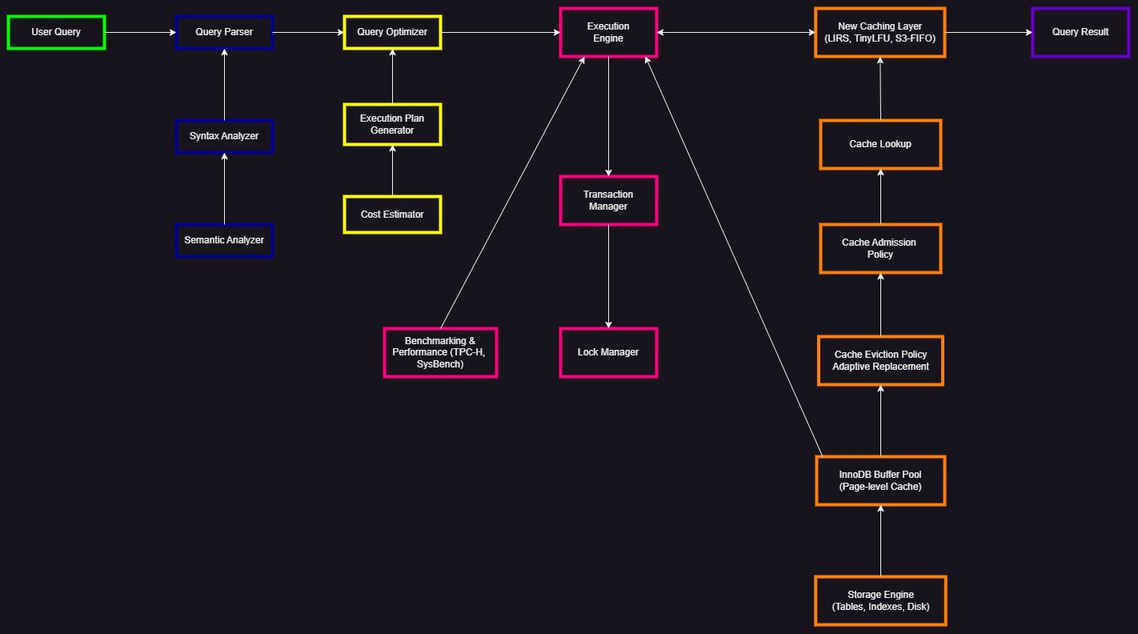 User Query
Query Parser
Query Optimizer
Execution
Engine
New Caching Layer
(LIRS, TinyLFU, S3-FIFO)
Query Result
Syntax Analyzer
Execution Plan
Generator
Cache Lookup
Semantic Analyzer
Cost Estimator
Transaction
Manager
Cache Admission
Policy
Benchmarking &
Performance (TPC-H,
SysBench)
Lock Manager
Cache Eviction Policy
Adaptive Replacement
InnoDB Buffer Pool
(Page-level Cache)
Storage Engine
(Tables, Indexes, Disk)